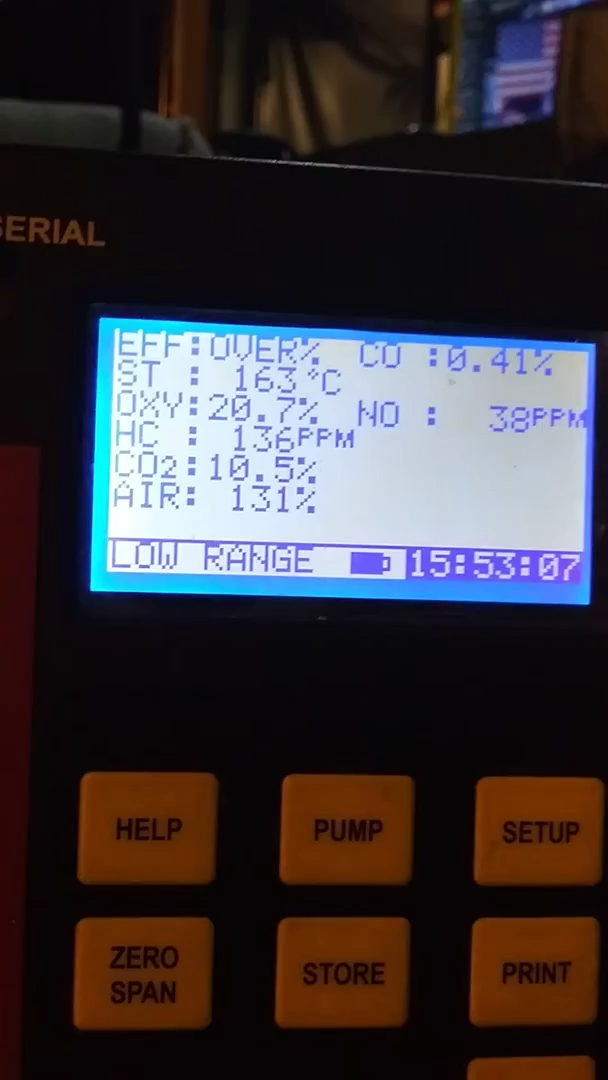 SERIAL
EFF:OVER% CO :0.41%
ST : 163°C
OXY:20.7% NO : 38PPM
HC : 136PPM
CO2:10.5%
AIR: 131%
LOW RANGE 15:53:07
HELP PUMP SETUP
ZERO SPAN STORE PRINT